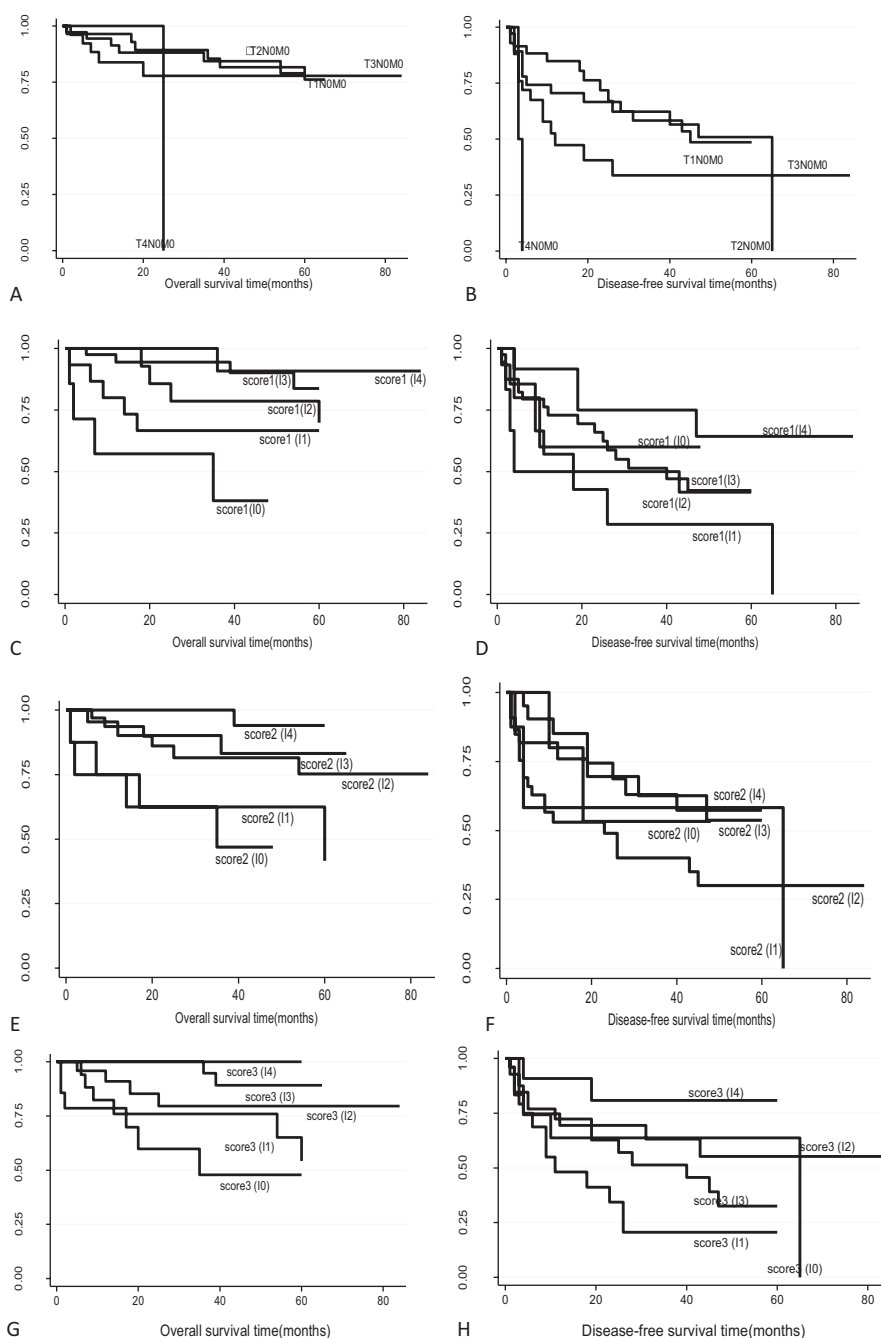 1.00
0.75
0.50
0.25
0.00
□T2N0M0
T3N0M0
T1N0M0
T4N0M0
0 20 40 60 80
Overall survival time(months)
A
1.00
0.75
0.50
0.25
0.00
T1N0M0
T3N0M0
T4N0M0
T2N0M0
0 20 40 60 80
Disease-free survival time(months)
B
1.00
0.75
0.50
0.25
0.00
score1(I3)
score1 (I4)
score1(I2)
score1 (I1)
score1(I0)
0 20 40 60 80
Overall survival time(months)
C
1.00
0.75
0.50
0.25
0.00
score1(I4)
score1 (I0)
score1(I3)
score1(I2)
score1(I1)
0 20 40 60 80
Disease-free survival time(months)
D
1.00
0.75
0.50
0.25
0.00
score2 (I4)
score2 (I3)
score2 (I2)
score2 (I1)
score2 (I0)
0 20 40 60 80
Overall survival time(months)
E
1.00
0.75
0.50
0.25
0.00
score2 (I4)
score2 (I0)
score2 (I3)
score2 (I2)
score2 (I1)
0 20 40 60 80
Disease-free survival time(months)
F
1.00
0.75
0.50
0.25
0.00
score3 (I4)
score3 (I3)
score3 (I2)
score3 (I1)
score3 (I0)
0 20 40 60 80
Overall survival time(months)
G
1.00
0.75
0.50
0.25
0.00
score3 (I4)
score3 (I2)
score3 (I3)
score3 (I1)
score3 (I0)
0 20 40 60 80
Disease-free survival time(months)
H